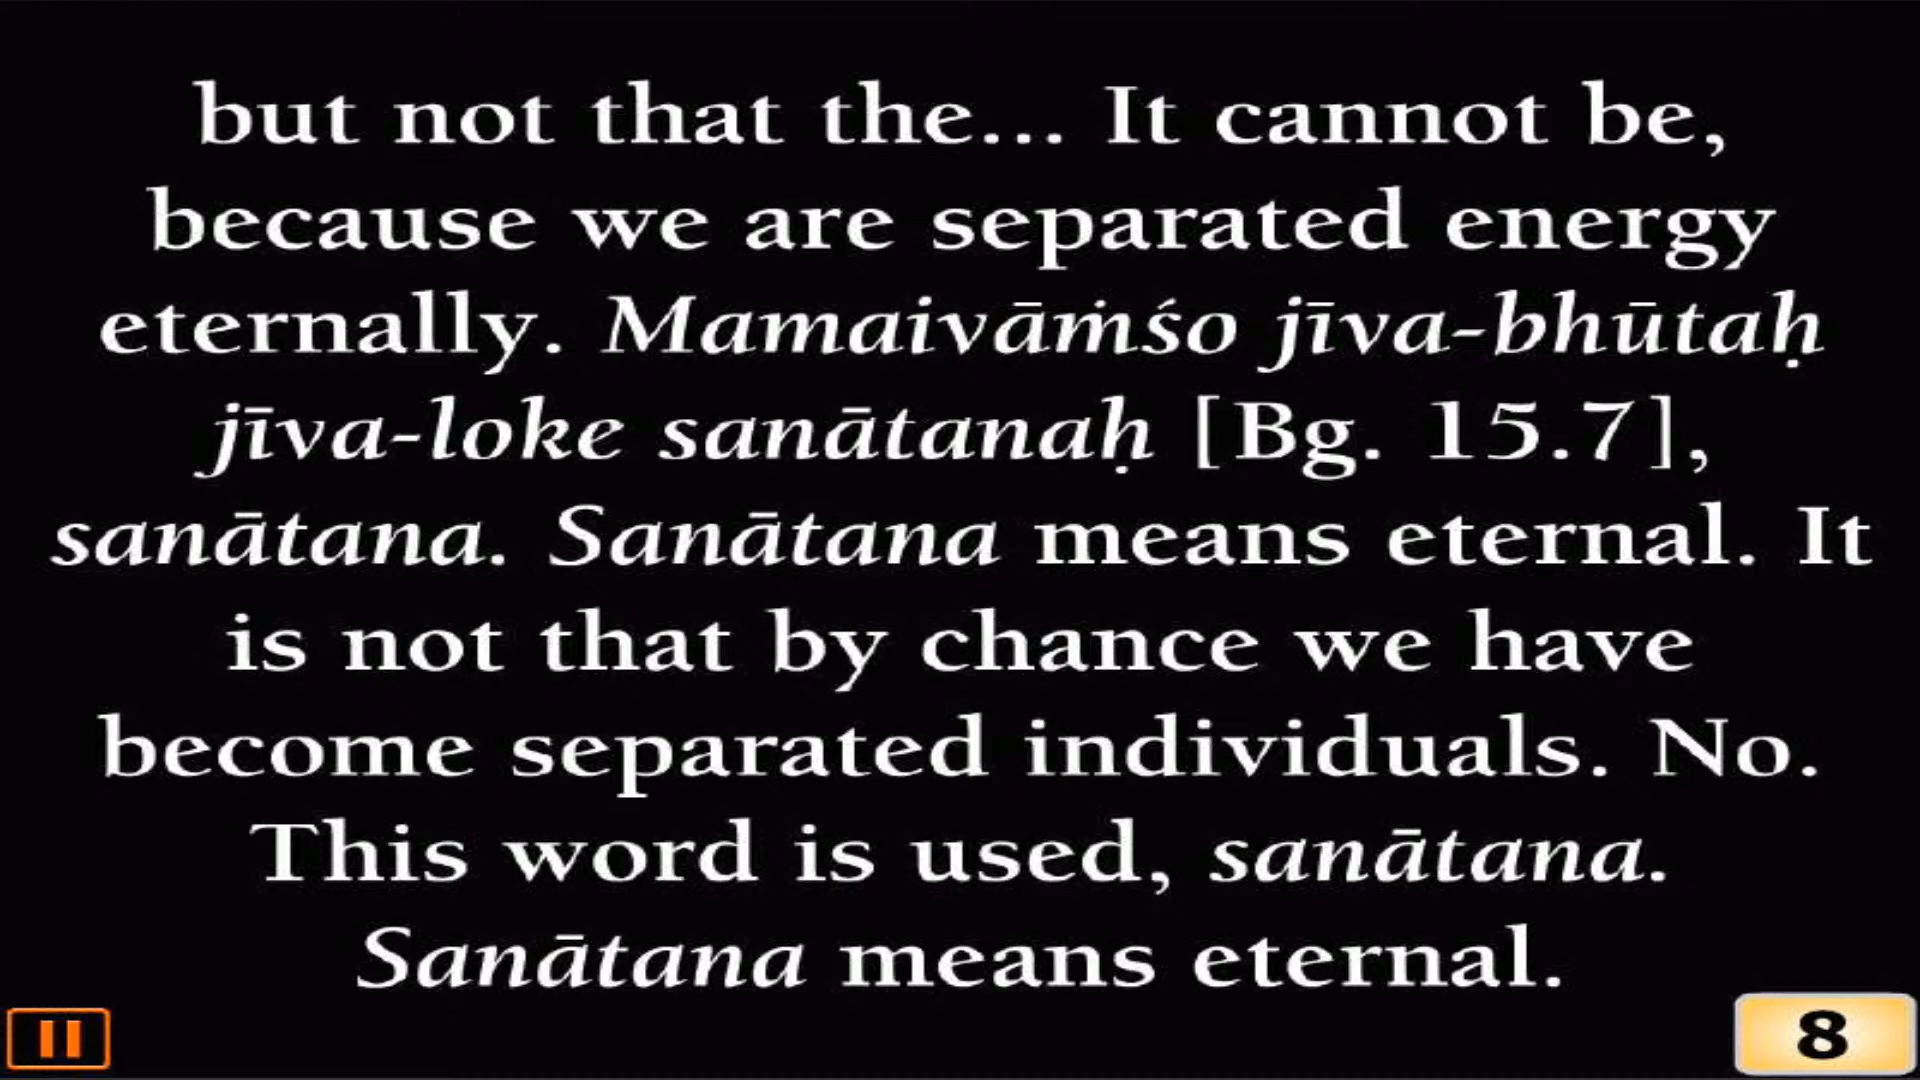 but not that the... It cannot be,
because we are separated energy
eternally. Mamaivāṁśo jīva-bhūtaḥ
jīva-loke sanātanaḥ [Bg. 15.7],
sanātana. Sanātana means eternal. It
is not that by chance we have
become separated individuals. No.
This word is used, sanātana.
Sanātana means eternal.
8